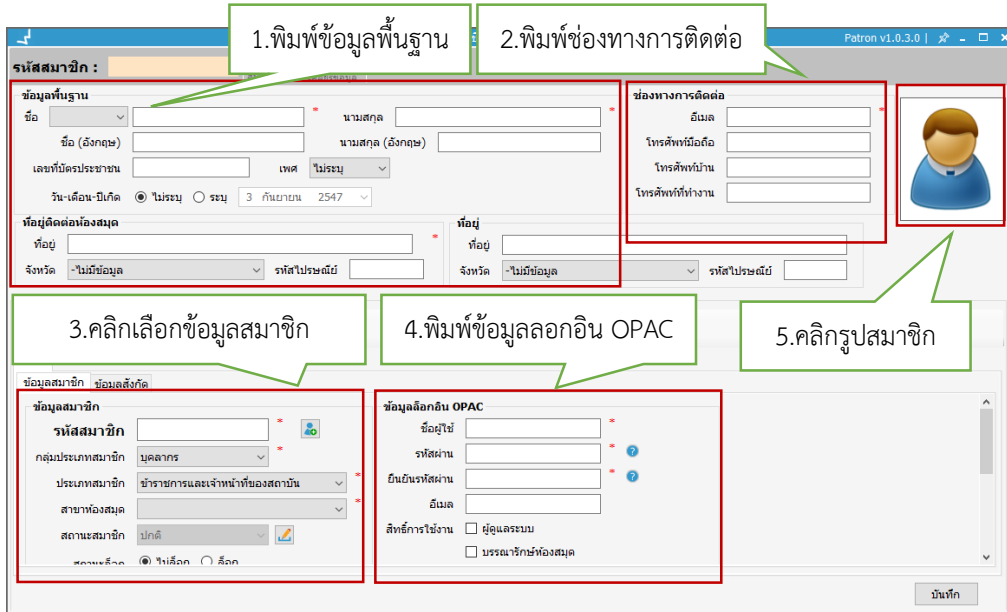 1.พิมพ์ข้อมูลพื้นฐาน
2.พิมพ์ช่องทางการติดต่อ
Patron v1.0.3.0 |
รหัสสมาชิก :
ข้อมูลพื้นฐาน
ชื่อ * นามสกุล *
ชื่อ (อังกฤษ) นามสกุล (อังกฤษ)
เลขที่บัตรประชาชน เพศ ไม่ระบุ
วัน-เดือน-ปีเกิด ไม่ระบุ ระบุ 3 กันยายน 2547
ช่องทางการติดต่อ
อีเมล *
โทรศัพท์มือถือ
โทรศัพท์บ้าน
โทรศัพท์ที่ทำงาน
ที่อยู่ติดต่อห้องสมุด
ที่อยู่ *
จังหวัด -ไม่มีข้อมูล รหัสไปรษณีย์
ที่อยู่
ที่อยู่
จังหวัด -ไม่มีข้อมูล รหัสไปรษณีย์
3.คลิกเลือกข้อมูลสมาชิก
4.พิมพ์ข้อมูลลอกอิน OPAC
5.คลิกรูปสมาชิก
ข้อมูลสมาชิก ข้อมูลสังกัด
ข้อมูลสมาชิก
รหัสสมาชิก *
กลุ่มประเภทสมาชิก บุคลากร *
ประเภทสมาชิก ข้าราชการและเจ้าหน้าที่ของสถาบัน *
สาขาห้องสมุด *
สถานะสมาชิก ปกติ
สถานะล็อก ไม่ล็อก ล็อก
ข้อมูลล็อกอิน OPAC
ชื่อผู้ใช้ *
รหัสผ่าน *
ยืนยันรหัสผ่าน *
อีเมล
สิทธิ์การใช้งาน ผู้ดูแลระบบ
บรรณารักษ์ห้องสมุด
บันทึก